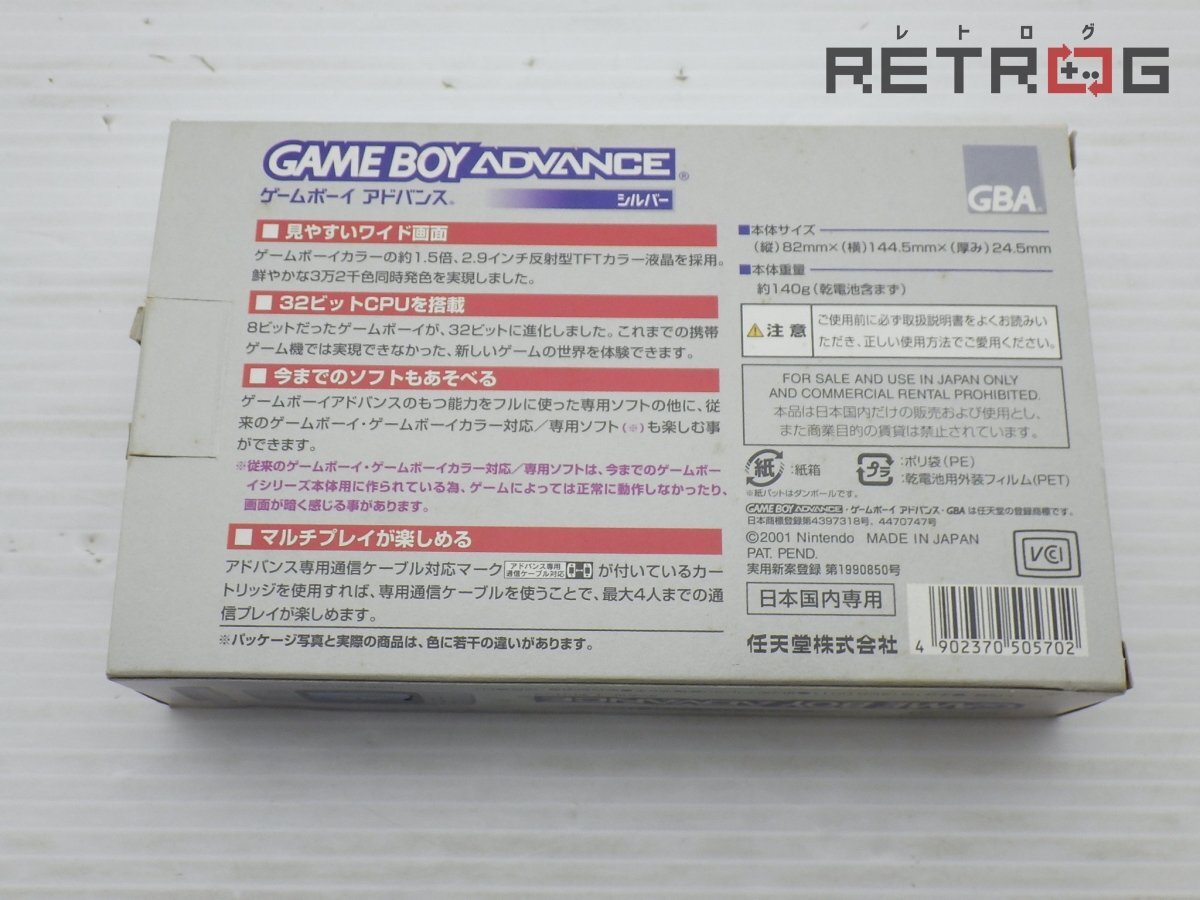 レトログ
RETROG
GAME BOY ADVANCE®
ゲームボーイ アドバンス®
シルバー
GBA®
■ 見やすいワイド画面
ゲームボーイカラーの約1.5倍、2.9インチ反射型TFTカラー液晶を採用。
鮮やかな3万2千色同時発色を実現しました。
■ 32ビットCPUを搭載
8ビットだったゲームボーイが、32ビットに進化しました。これまでの携帯
ゲーム機では実現できなかった、新しいゲームの世界を体験できます。
■ 今までのソフトもあそべる
ゲームボーイアドバンスのもつ能力をフルに使った専用ソフトの他に、従
来のゲームボーイ・ゲームボーイカラー対応/専用ソフト(※)も楽しむ事
ができます。
※従来のゲームボーイ・ゲームボーイカラー対応/専用ソフトは、今までのゲームボー
イシリーズ本体用に作られている為、ゲームによっては正常に動作しなかったり、
画面が暗く感じる事があります。
■ マルチプレイが楽しめる
アドバンス専用通信ケーブル対応マーク アドバンス専用 通信ケーブル対応 が付いているカー
トリッジを使用すれば、専用通信ケーブルを使うことで、最大4人までの通
信プレイが楽しめます。
※パッケージ写真と実際の商品は、色に若干の違いがあります。
■本体サイズ
(縦)82mm×(横)144.5mm×(厚み)24.5mm
■本体重量
約140g(乾電池含まず)
注意
ご使用前に必ず取扱説明書をよくお読みい
ただき、正しい使用方法でご愛用ください。
FOR SALE AND USE IN JAPAN ONLY
AND COMMERCIAL RENTAL PROHIBITED.
本品は日本国内だけの販売および使用とし、
また商業目的の賃貸は禁止されています。
紙 :紙箱
プラ :ポリ袋(PE)
:乾電池用外装フィルム(PET)
※紙パットはダンボールです。
GAME BOY ADVANCE・ゲームボーイ アドバンス・GBA は任天堂の登録商標です。
日本商標登録第4397318号、4470747号
©2001 Nintendo MADE IN JAPAN
PAT. PEND.
実用新案登録 第1990850号
VCCI
日本国内専用
任天堂株式会社
4 902370 505702
GAME BOY ADVANCE